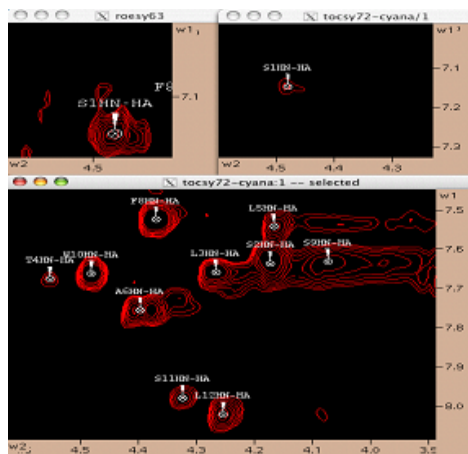 roesy63
w1
F8
S1HN-HA
7.1
w2
4.5
tocsy72-cyana/1
w1
S1HN-HA
7.1
7.2
7.3
w2
4.5
4.4
4.3
tocsy72-cyana:1 -- selected
w1
F8HN-HA
L5HN-HA
7.5
S2HN-HA
S9HN-HA
T4HN-HA
L3HN-HA
7.6
A6HN-HA
7.7
7.8
S11HN-HA
7.9
L12HN-HA
8.0
w2
4.5
4.4
4.3
4.2
4.1
4.0